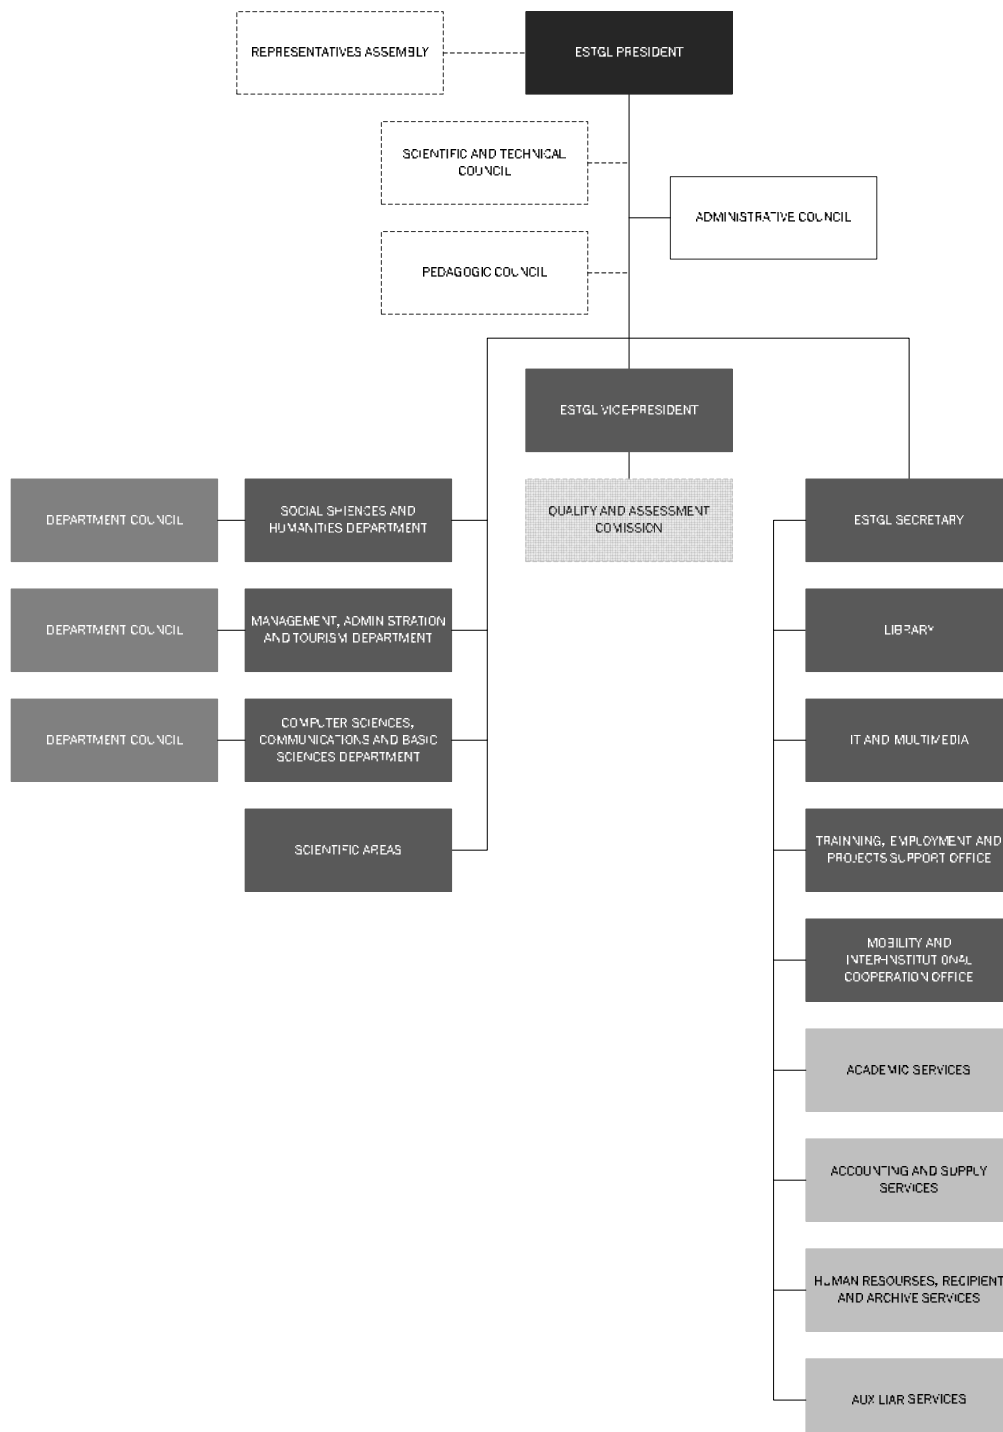 REPRESENTATIVES ASSEMBLY
ESTGL PRESIDENT
SCIENTIFIC AND TECHNICAL
COUNCIL
ADMINISTRATIVE COUNCIL
PEDAGOGIC COUNCIL
ESTGL VICE-PRESIDENT
DEPARTMENT COUNCIL
SOCIAL SPIENCES AND
HUMANITIES DEPARTMENT
QUALITY AND ASSESSMENT
COMISSION
ESTGL SECRETARY
DEPARTMENT COUNCIL
MANAGEMENT, ADMINISTRATION
AND TOURISM DEPARTMENT
LIBRARY
DEPARTMENT COUNCIL
COMPUTER SCIENCES,
COMMUNICATIONS AND BASIC
SCIENCES DEPARTMENT
IT AND MULTIMEDIA
SCIENTIFIC AREAS
TRAINNING, EMPLOYMENT AND
PROJECTS SUPPORT OFFICE
MOBILITY AND
INTER-INSTITUTIONAL
COOPERATION OFFICE
ACADEMIC SERVICES
ACCOUNTING AND SUPPLY
SERVICES
HUMAN RESOURSES, RECIPIENT
AND ARCHIVE SERVICES
AUXILIAR SERVICES